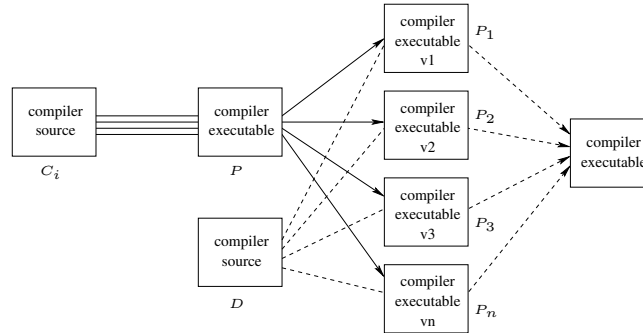 compiler
source
C_i
compiler
executable
P
compiler
source
D
compiler
executable
v1
P_1
compiler
executable
v2
P_2
compiler
executable
v3
P_3
compiler
executable
vn
P_n
compiler
executable